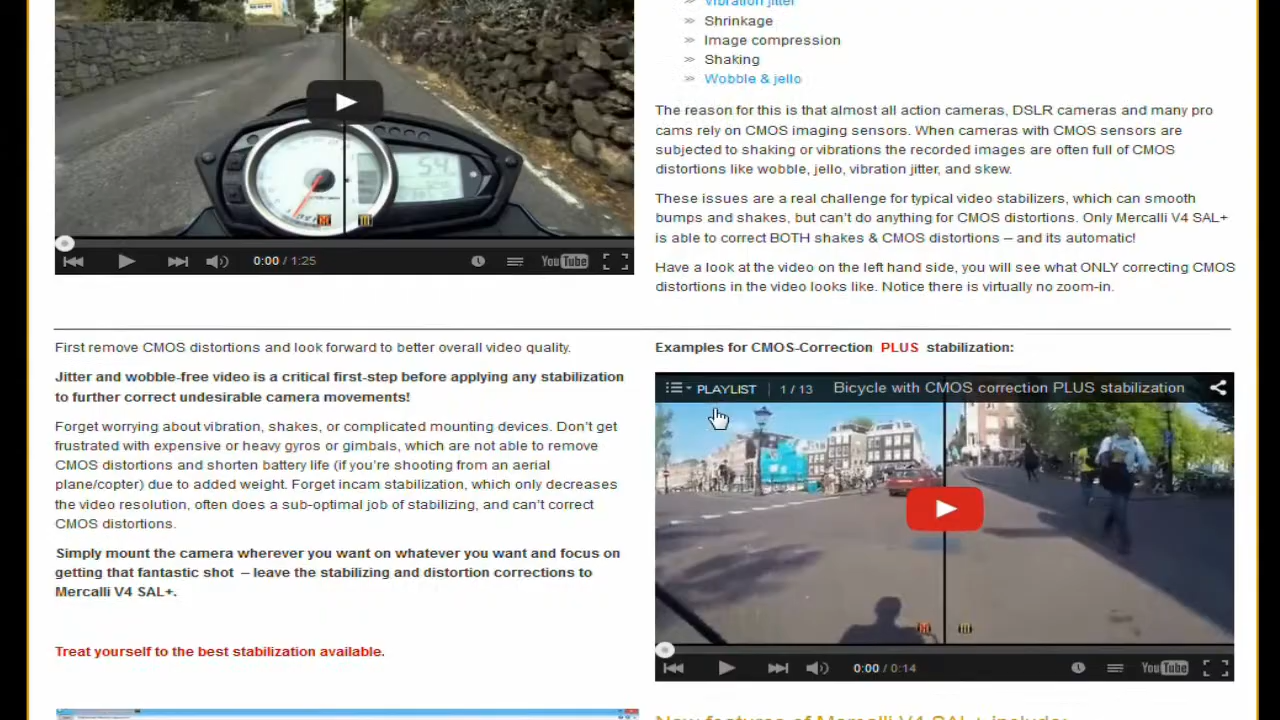 Vibration jitter
Shrinkage
Image compression
Shaking
Wobble & jello
The reason for this is that almost all action cameras, DSLR cameras and many pro
cams rely on CMOS imaging sensors. When cameras with CMOS sensors are
subjected to shaking or vibrations the recorded images are often full of CMOS
distortions like wobble, jello, vibration jitter, and skew.
These issues are a real challenge for typical video stabilizers, which can smooth
bumps and shakes, but can't do anything for CMOS distortions. Only Mercalli V4 SAL+
is able to correct BOTH shakes & CMOS distortions – and its automatic!
Have a look at the video on the left hand side, you will see what ONLY correcting CMOS
distortions in the video looks like. Notice there is virtually no zoom-in.
54
0:00 / 1:25
YouTube
First remove CMOS distortions and look forward to better overall video quality.
Jitter and wobble-free video is a critical first-step before applying any stabilization
to further correct undesirable camera movements!
Forget worrying about vibration, shakes, or complicated mounting devices. Don't get
frustrated with expensive or heavy gyros or gimbals, which are not able to remove
CMOS distortions and shorten battery life (if you're shooting from an aerial
plane/copter) due to added weight. Forget incam stabilization, which only decreases
the video resolution, often does a sub-optimal job of stabilizing, and can't correct
CMOS distortions.
Simply mount the camera wherever you want on whatever you want and focus on
getting that fantastic shot – leave the stabilizing and distortion corrections to
Mercalli V4 SAL+.
Treat yourself to the best stabilization available.
Examples for CMOS-Correction PLUS stabilization:
PLAYLIST 1 / 13 Bicycle with CMOS correction PLUS stabilization
0:00 / 0:14
YouTube
New features of Mercalli V4 SAL+ include: